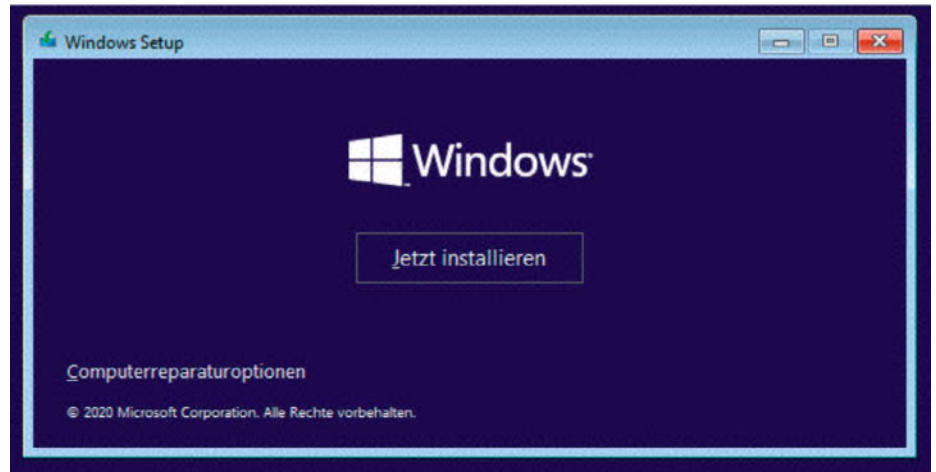 Windows Setup
Windows
Jetzt installieren
Computerreparaturoptionen
© 2020 Microsoft Corporation. Alle Rechte vorbehalten.